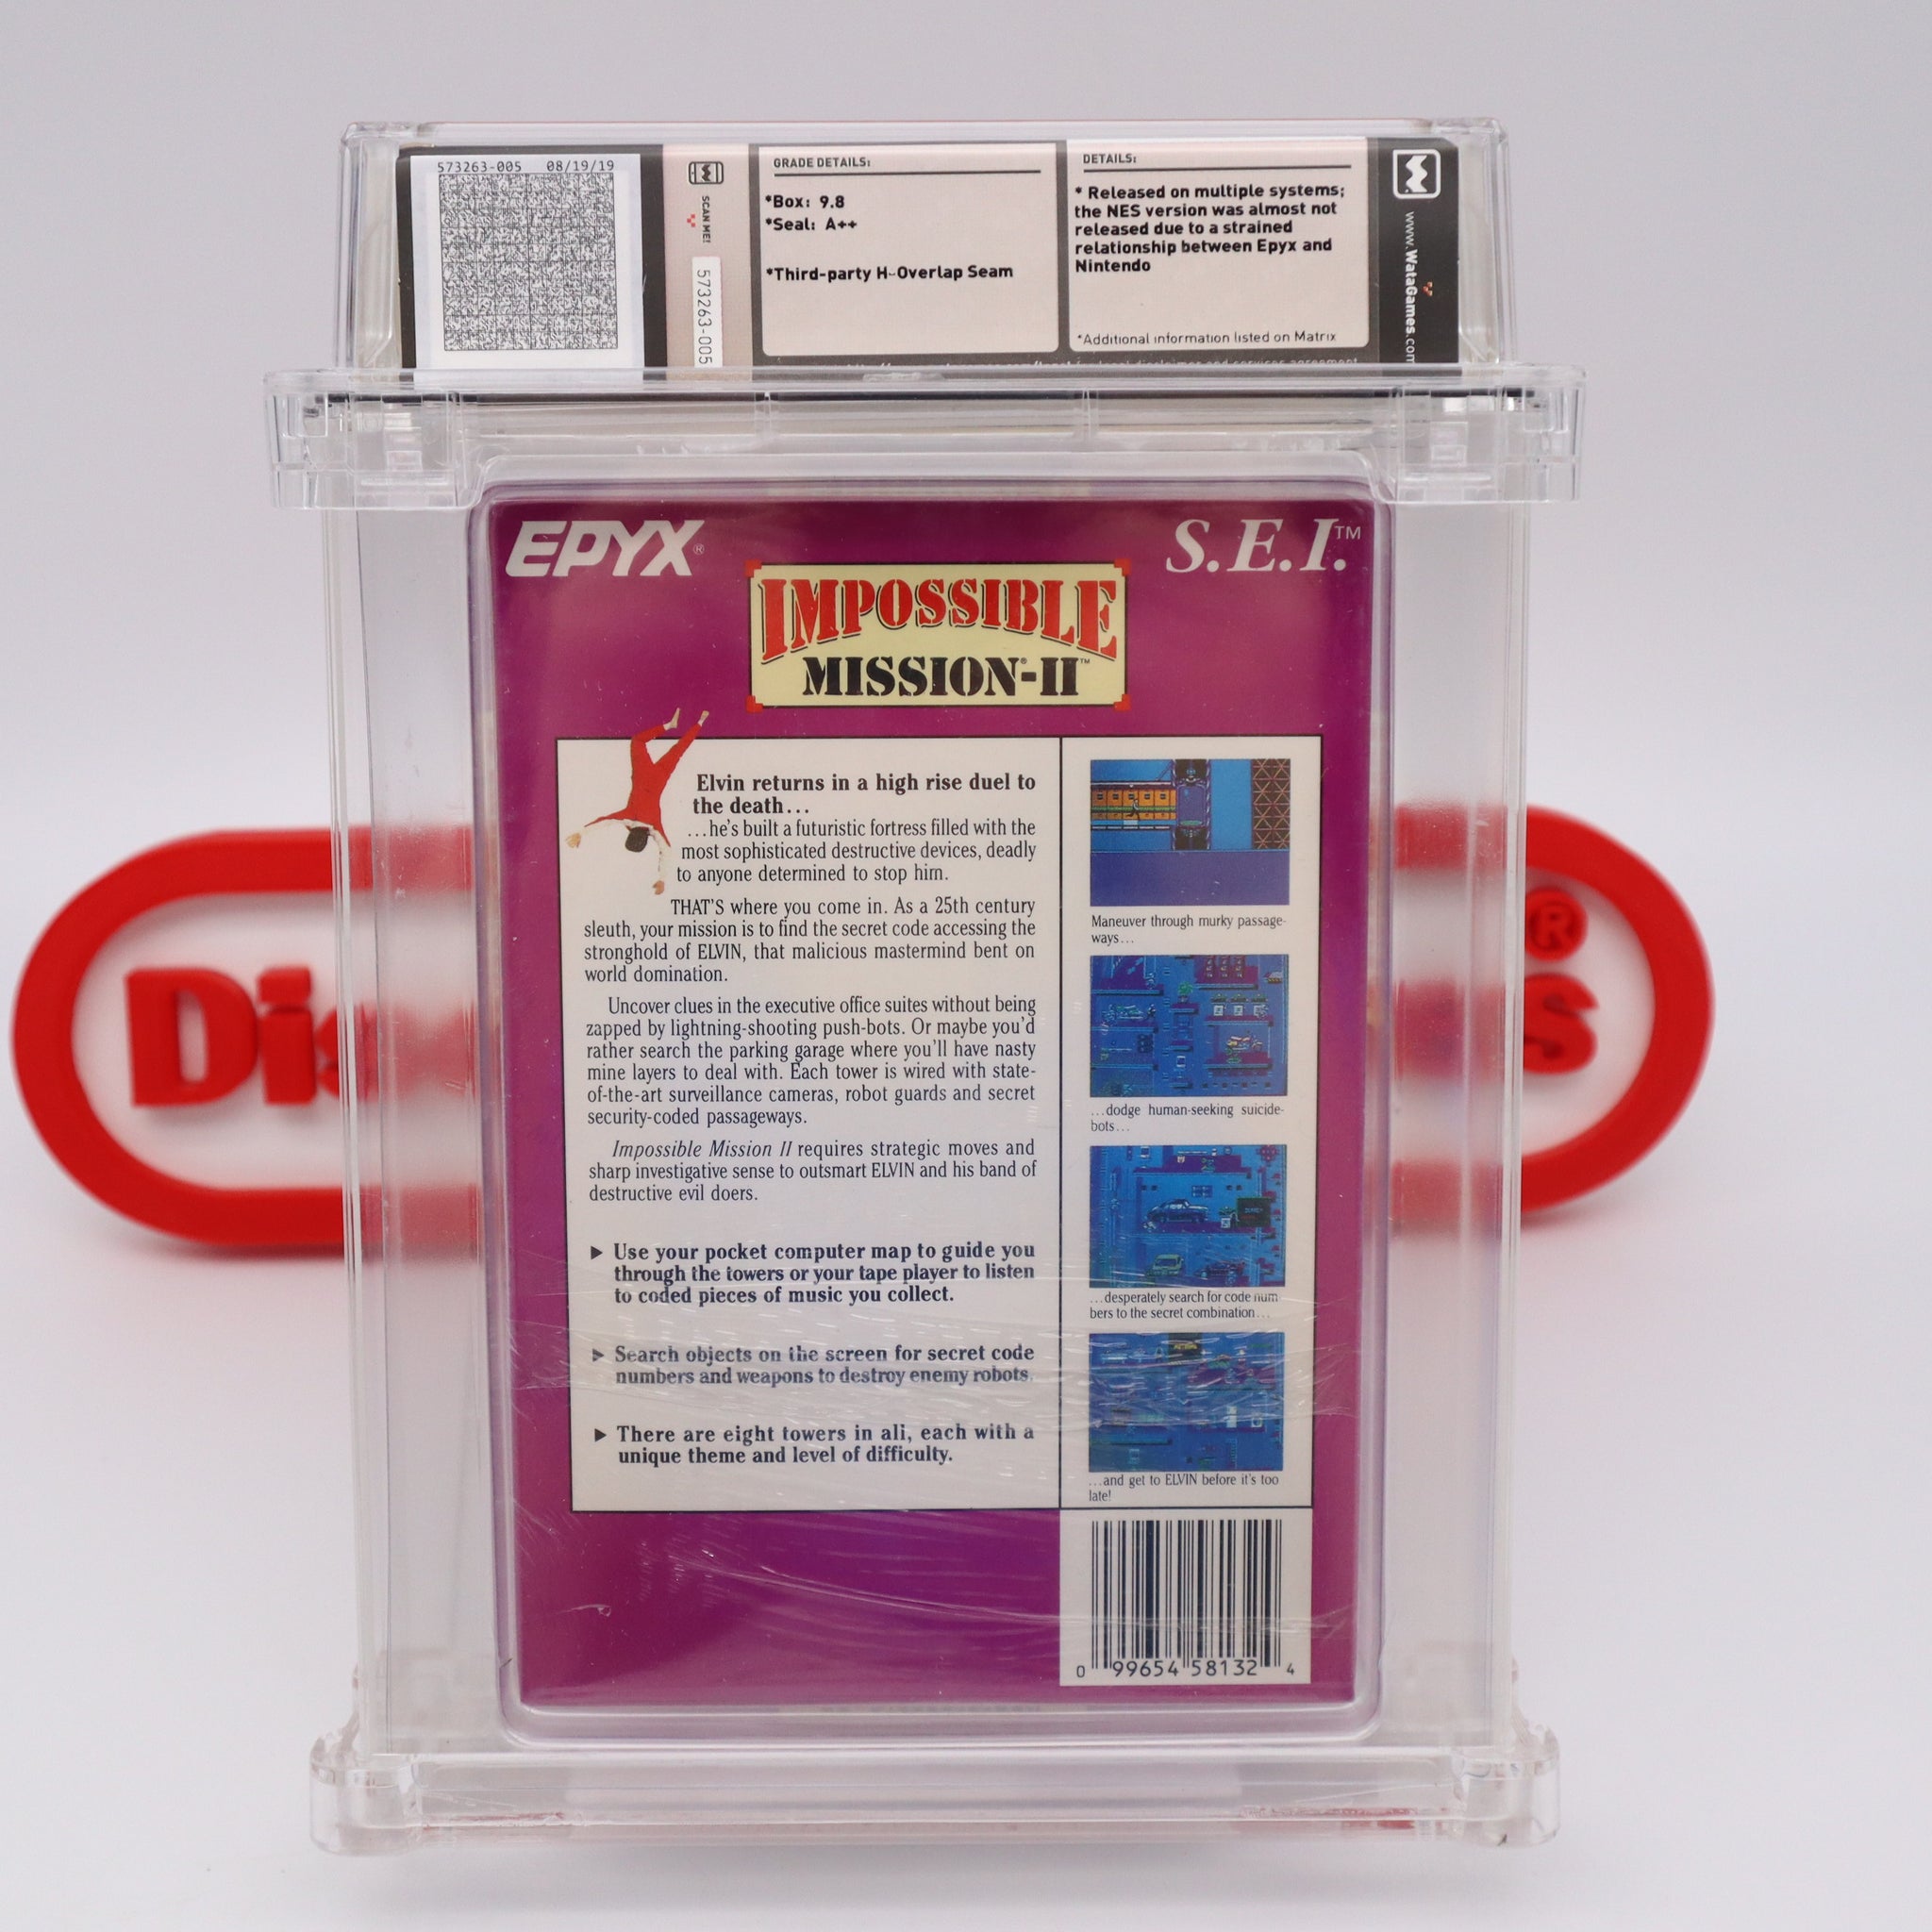 573263-005 08/19/19
SCAN ME!
573263-005
GRADE DETAILS:
*Box: 9.8
*Seal: A++
*Third-party H-Overlap Seam
DETAILS:
* Released on multiple systems;
the NES version was almost not
released due to a strained
relationship between Epyx and
Nintendo
*Additional information listed on Matrix
www.WataGames.com
EPYX®
S.E.I.™
IMPOSSIBLE
MISSION®-II™
Elvin returns in a high rise duel to
the death...
...he's built a futuristic fortress filled with the
most sophisticated destructive devices, deadly
to anyone determined to stop him.
THAT'S where you come in. As a 25th century
sleuth, your mission is to find the secret code accessing the
stronghold of ELVIN, that malicious mastermind bent on
world domination.
Uncover clues in the executive office suites without being
zapped by lightning-shooting push-bots. Or maybe you'd
rather search the parking garage where you'll have nasty
mine layers to deal with. Each tower is wired with state-
of-the-art surveillance cameras, robot guards and secret
security-coded passageways.
Impossible Mission II requires strategic moves and
sharp investigative sense to outsmart ELVIN and his band of
destructive evil doers.
▶ Use your pocket computer map to guide you
through the towers or your tape player to listen
to coded pieces of music you collect.
▶ Search objects on the screen for secret code
numbers and weapons to destroy enemy robots.
▶ There are eight towers in all, each with a
unique theme and level of difficulty.
Maneuver through murky passage-
ways...
...dodge human-seeking suicide-
bots...
...desperately search for code num
bers to the secret combination...
...and get to ELVIN before it's too
late!
0 99654 58132 4
Dis
®
S